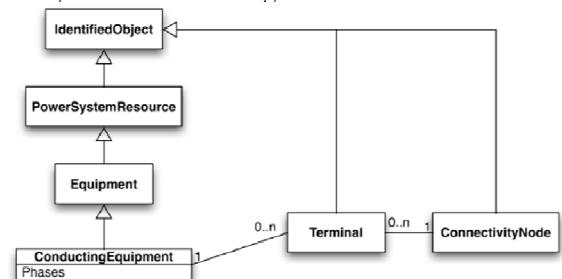 IdentifiedObject
PowerSystemResource
Equipment
0..n
Terminal
0..n
1
ConnectivityNode
ConductingEquipment
1
Phases